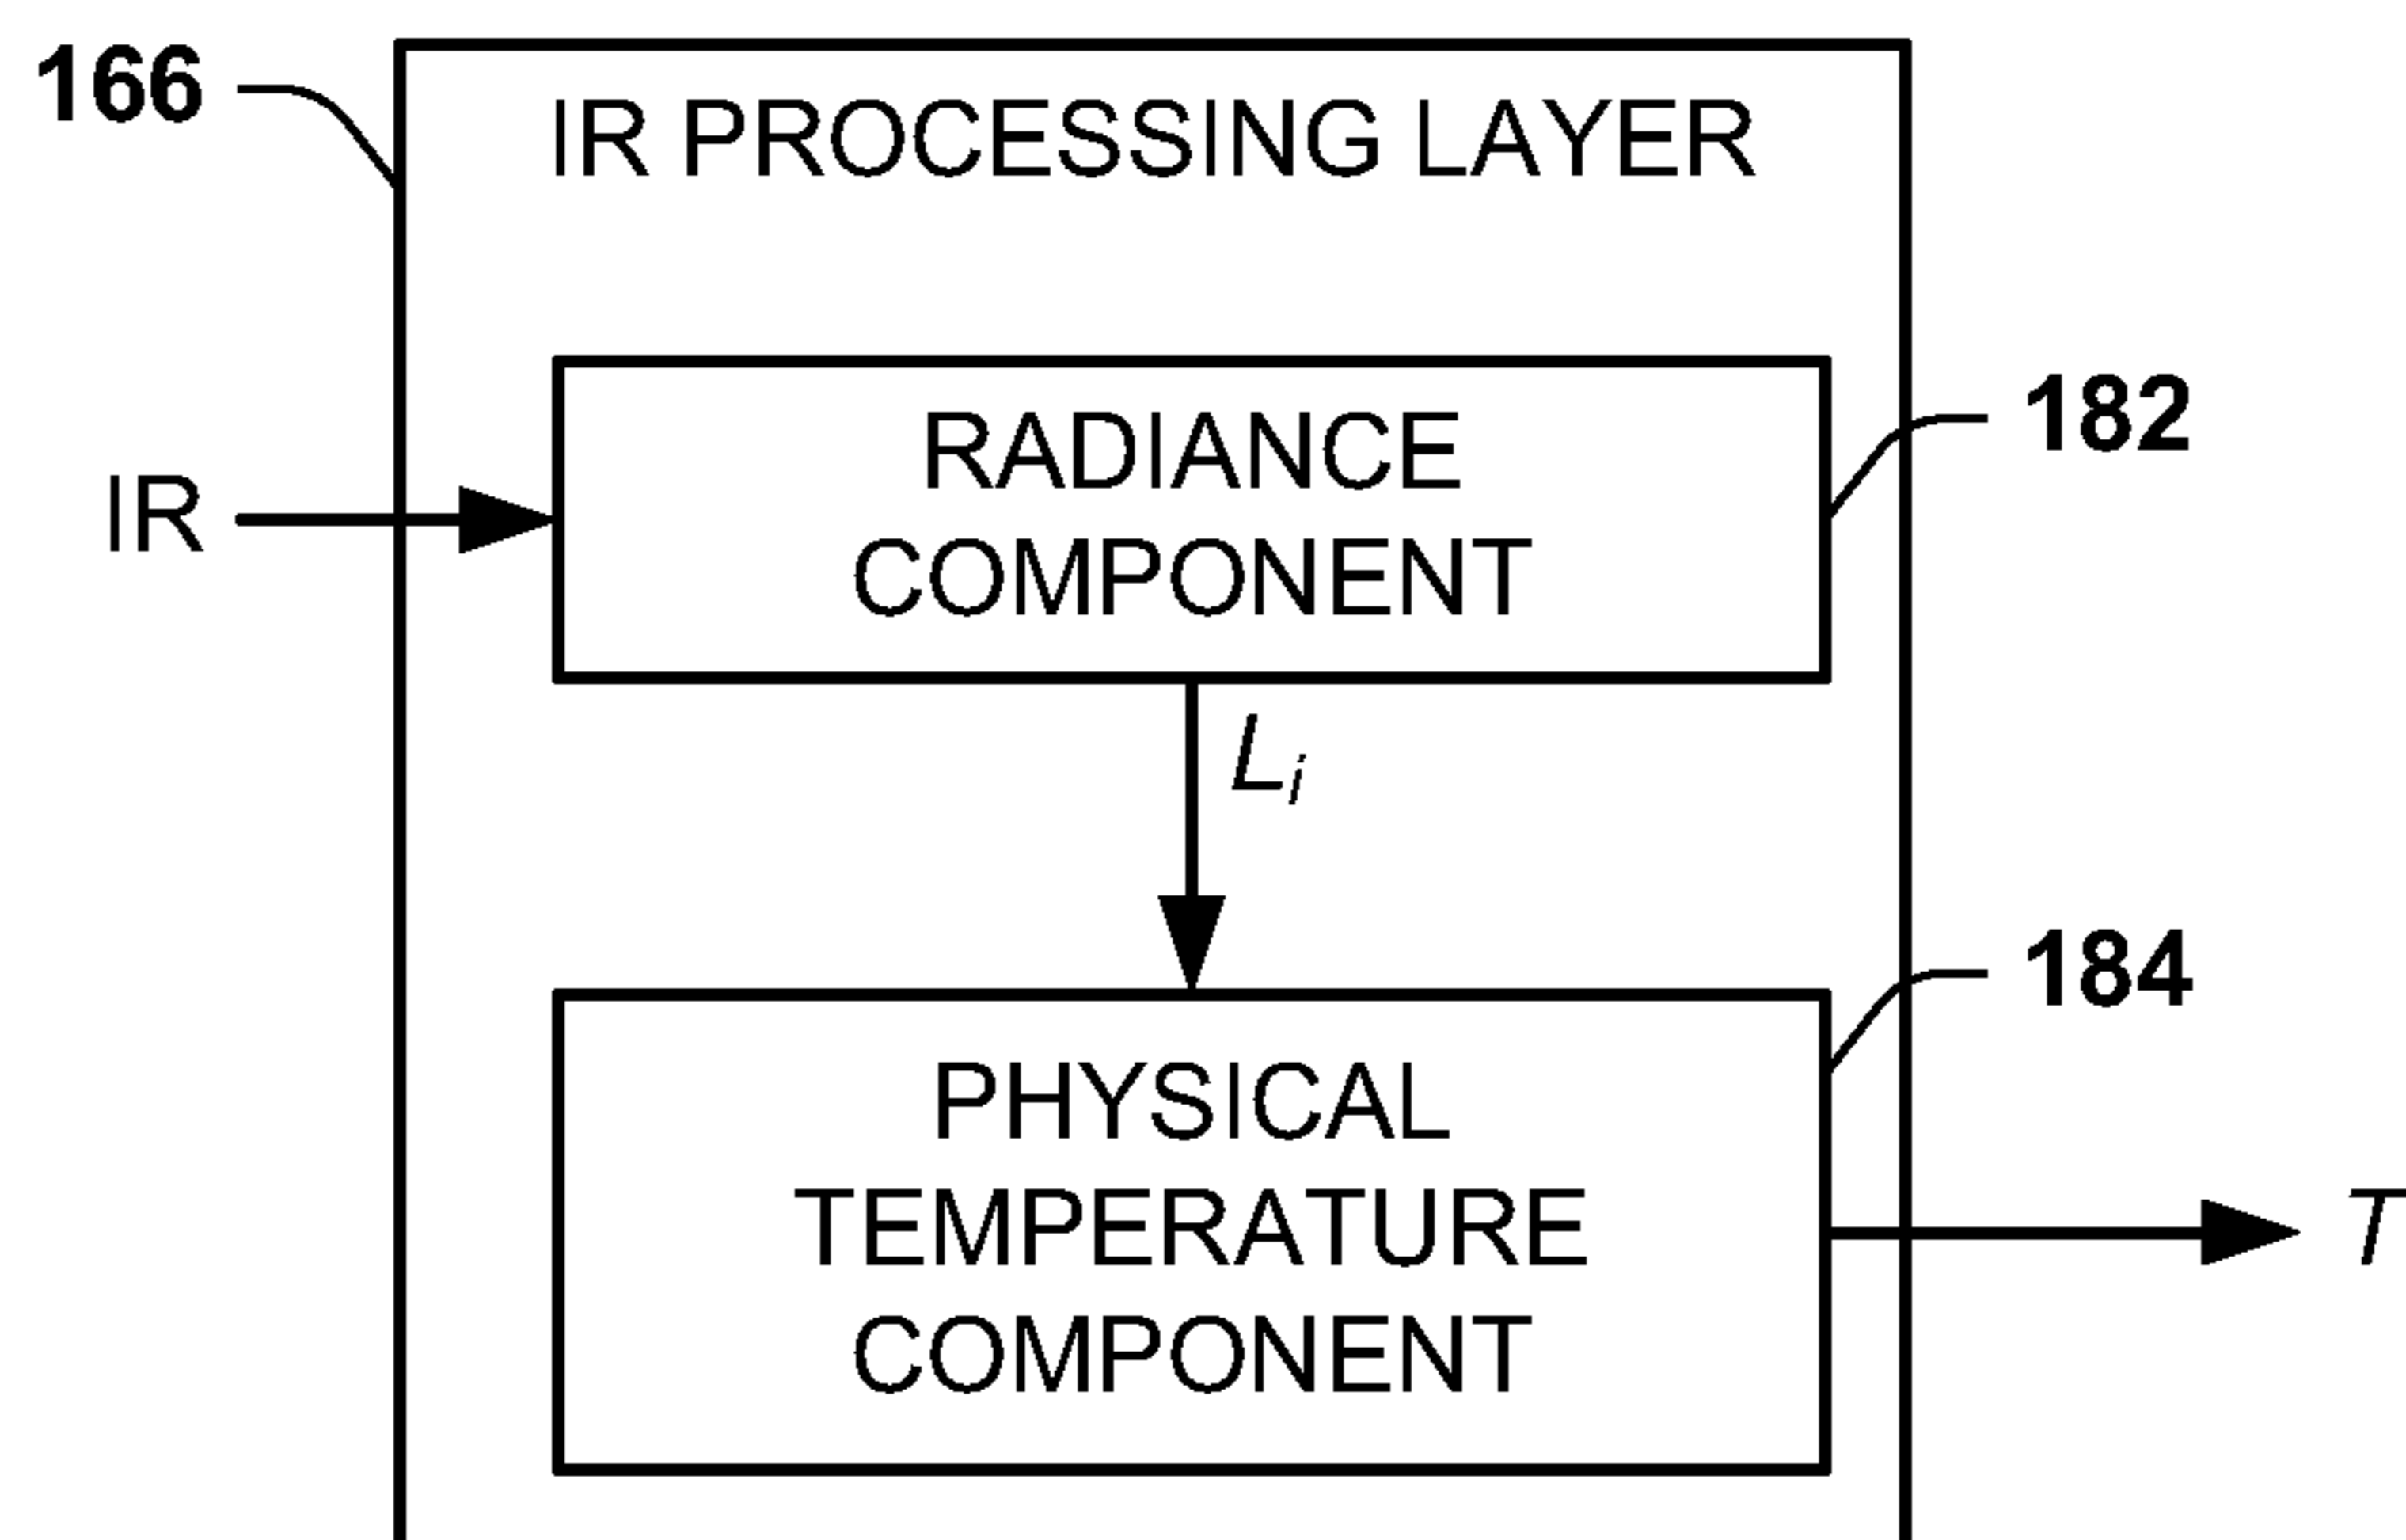 166
IR PROCESSING LAYER
182
RADIANCE
COMPONENT
IR
Li
184
PHYSICAL
TEMPERATURE
COMPONENT
T